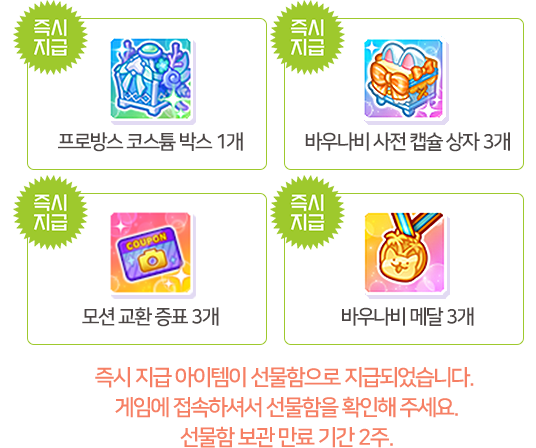 즉시
지급
프로방스 코스튬 박스 1개
즉시
지급
바우나비 사전 캡슐 상자 3개
즉시
지급
COUPON
모션 교환 증표 3개
즉시
지급
바우나비 메달 3개
즉시 지급 아이템이 선물함으로 지급되었습니다.
게임에 접속하셔서 선물함을 확인해 주세요.
선물함 보관 만료 기간 2주.